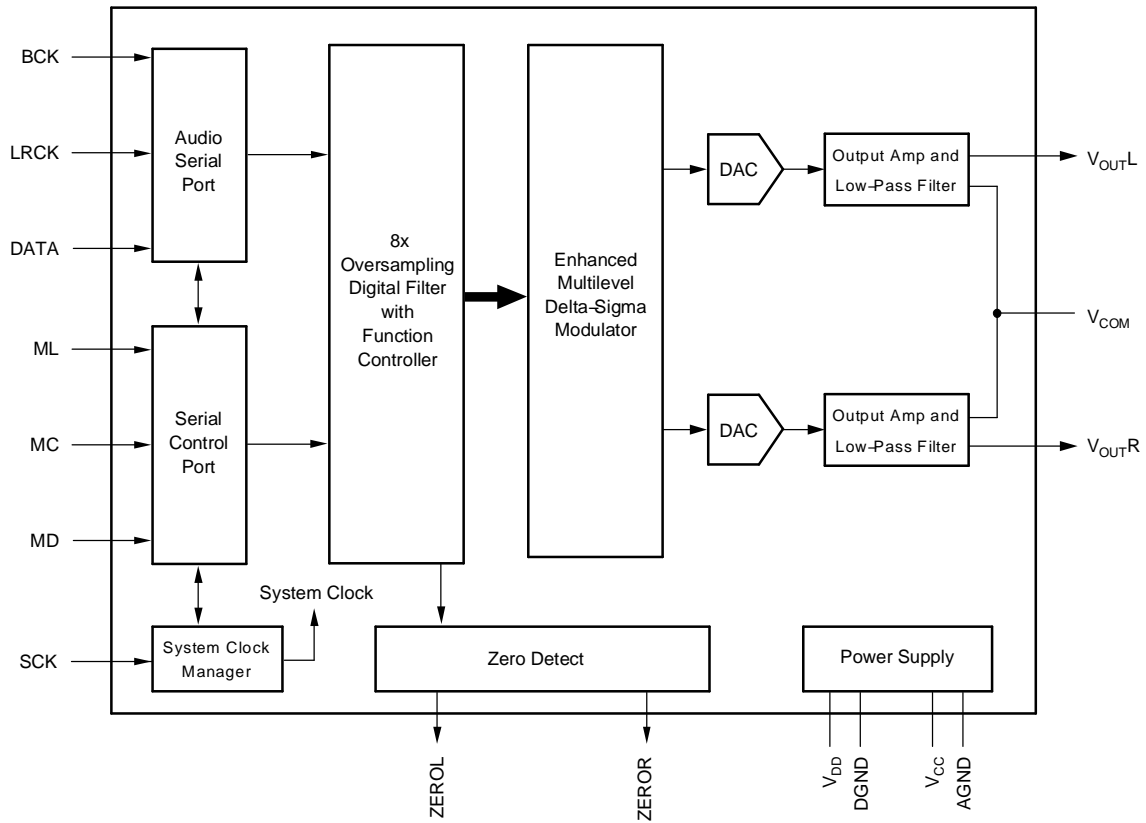 BCK
LRCK
DATA
ML
MC
MD
SCK
Audio
Serial
Port
Serial
Control
Port
System Clock
Manager
System Clock
8x
Oversampling
Digital Filter
with
Function
Controller
Enhanced
Multilevel
Delta–Sigma
Modulator
DAC
DAC
Output Amp and
Low–Pass Filter
Output Amp and
Low–Pass Filter
VOUTL
VCOM
VOUTR
Zero Detect
Power Supply
ZEROL
ZEROR
VDD
DGND
VCC
AGND